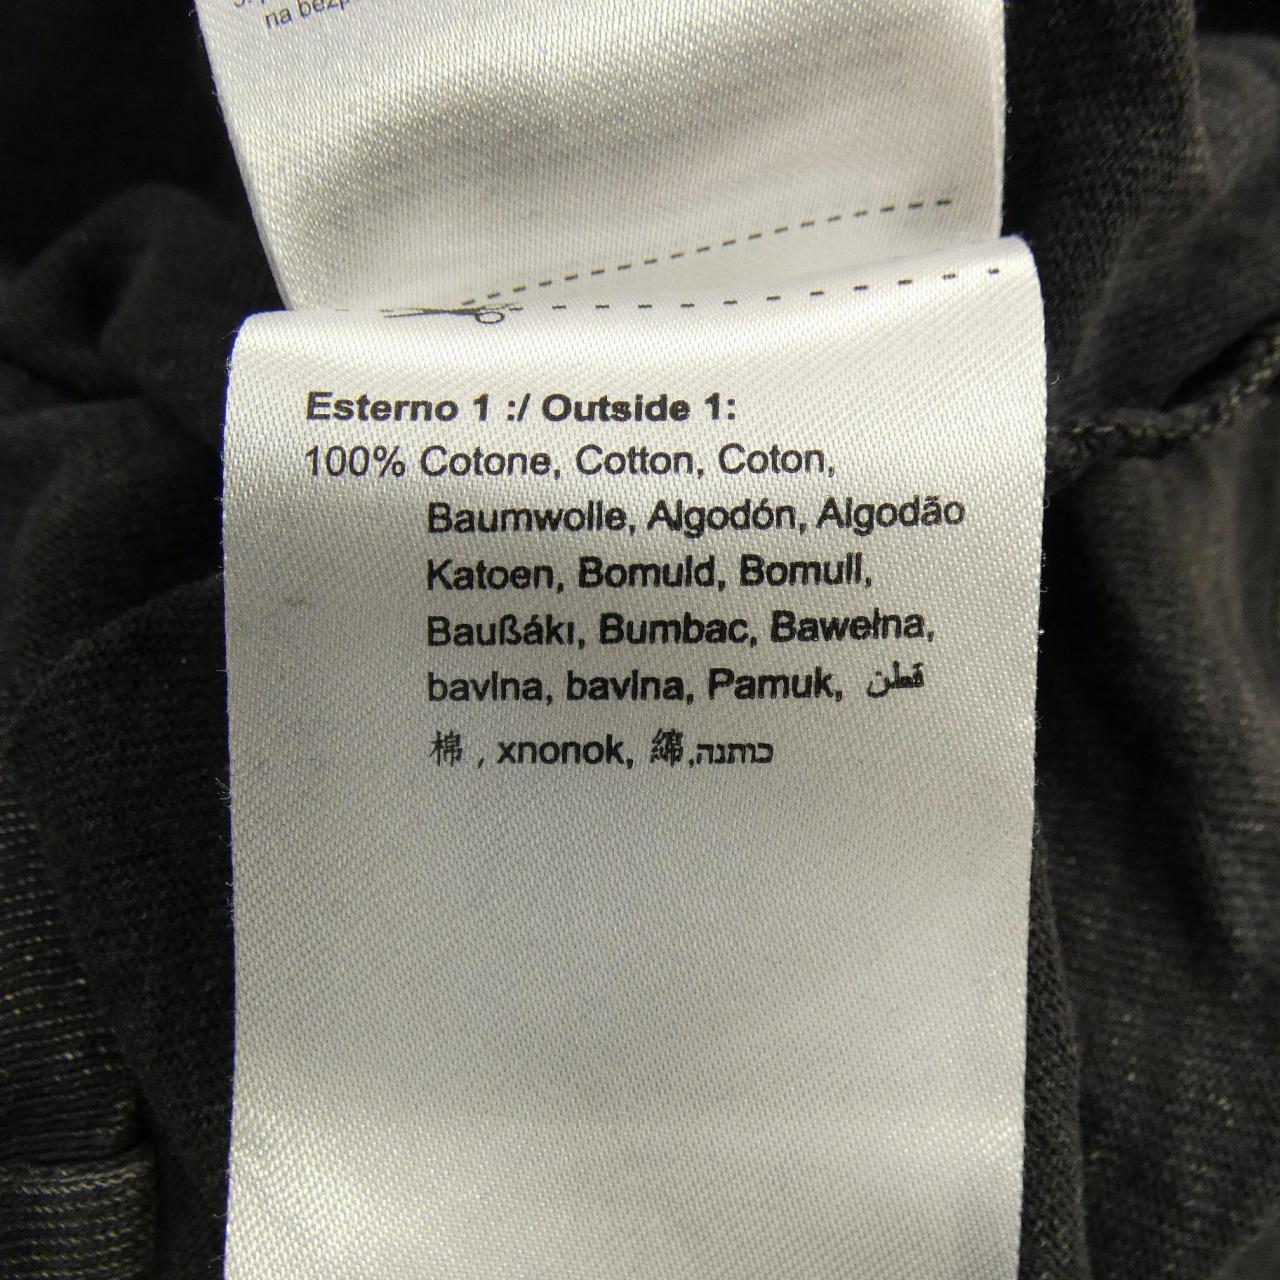 na bezp
Esterno 1 :/ Outside 1:
100% Cotone, Cotton, Coton,
Baumwolle, Algodón, Algodão
Katoen, Bomuld, Bomull,
Baußákı, Bumbac, Bawełna,
bavlna, bavlna, Pamuk, قطن
棉 , xnonok, 綿,כותנה